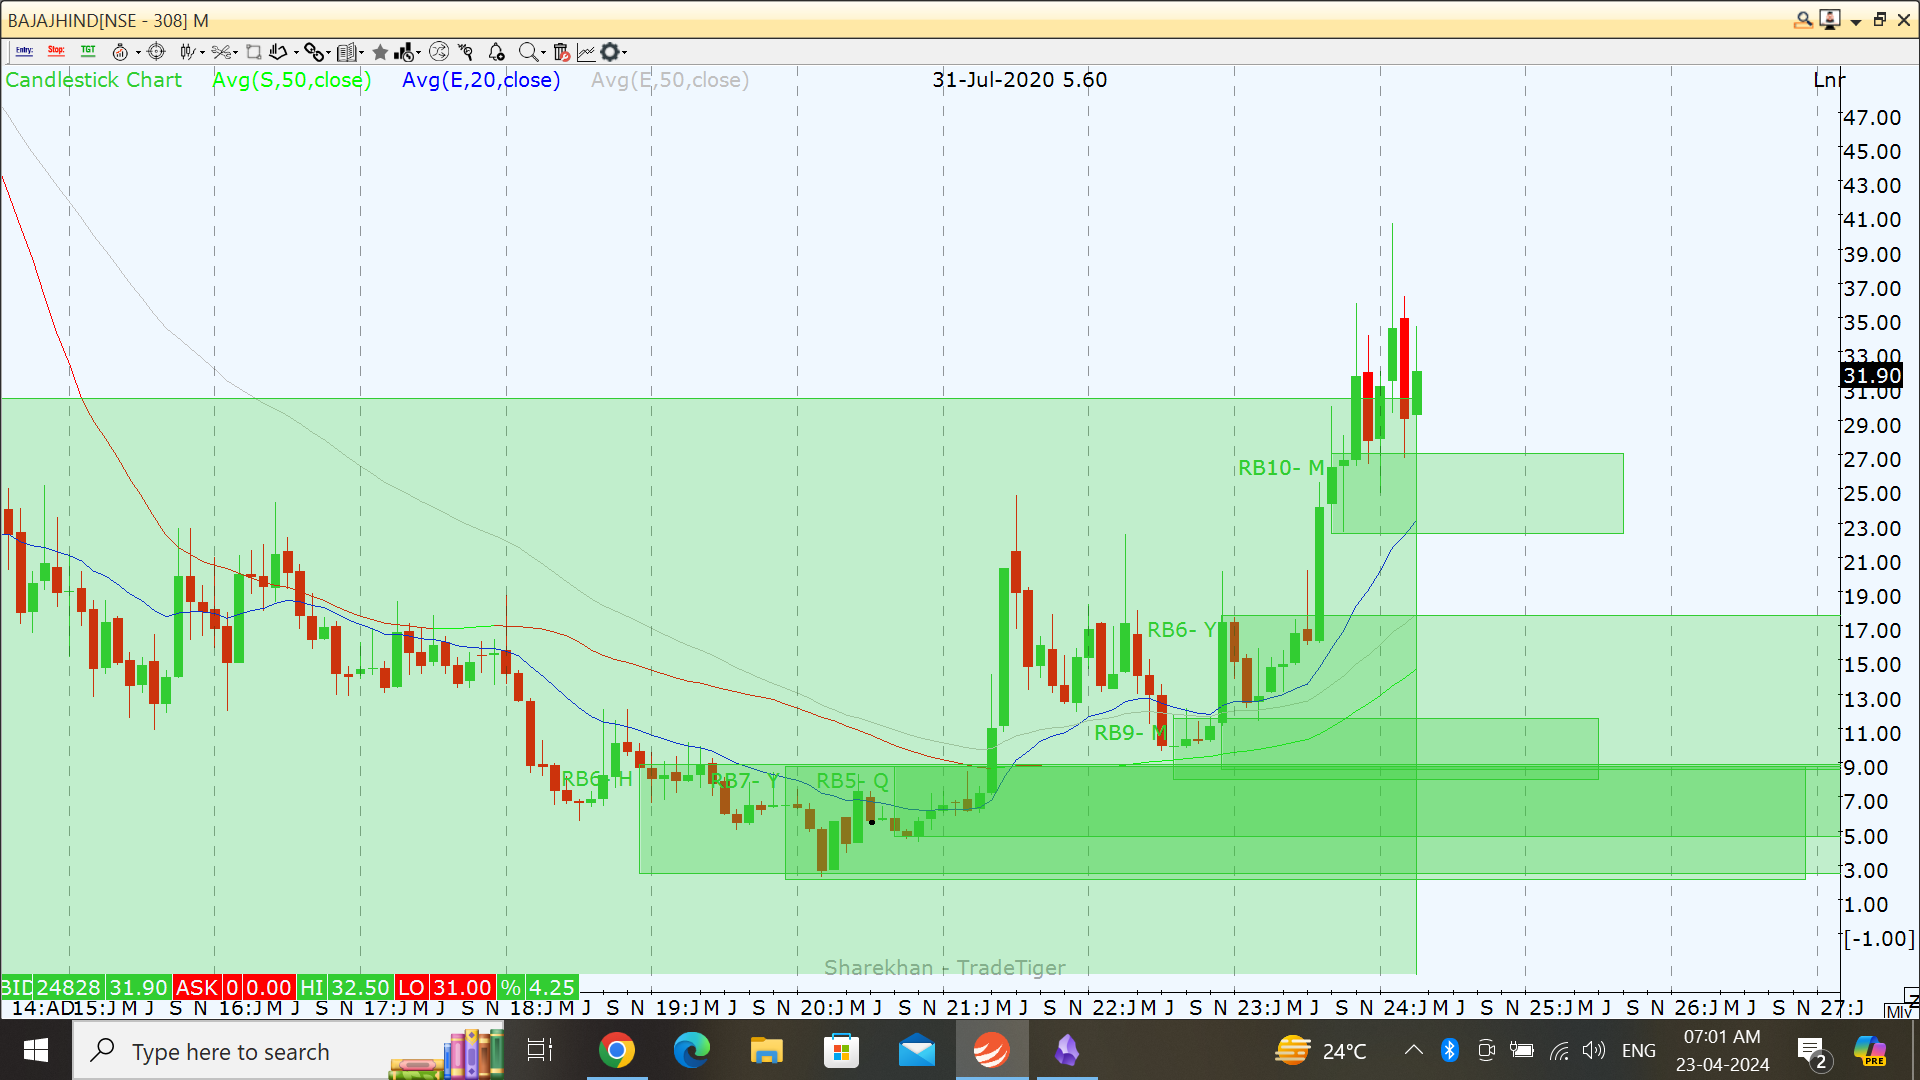 BAJAJHIND[NSE - 308] M
Entry: Stop: TGT
Candlestick Chart Avg(S,50,close) Avg(E,20,close) Avg(E,50,close) 31-Jul-2020 5.60 Lnr
47.00
45.00
43.00
41.00
39.00
37.00
35.00
33.00
31.90
31.00
29.00
27.00
RB10- M
25.00
23.00
21.00
19.00
17.00
RB6- Y
15.00
13.00
11.00
RB9- M
9.00
RB6- H RB7- Y RB5- Q
7.00
5.00
3.00
1.00
[-1.00]
Sharekhan - TradeTiger
BID 24828 31.90 ASK 0 0.00 HI 32.50 LO 31.00 % 4.25
14:AD 15:J M J S N 16:J M J S N 17:J M J S N 18:J M J S N 19:J M J S N 20:J M J S N 21:J M J S N 22:J M J S N 23:J M J S N 24:J M J S N 25:J M J S N 26:J M J S N 27:J
Z
Mly
Type here to search
24°C
ENG
07:01 AM
23-04-2024
2
PRE